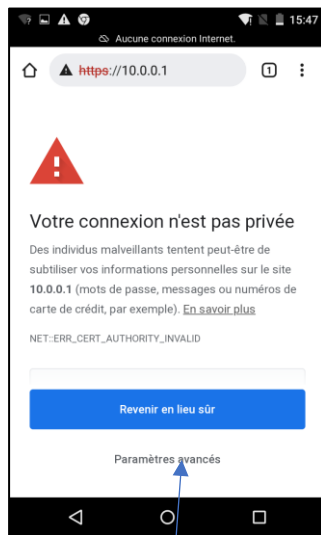 15:47
Aucune connexion Internet.
https://10.0.0.1
1
Votre connexion n'est pas privée
Des individus malveillants tentent peut-être de
subtiliser vos informations personnelles sur le site
10.0.0.1 (mots de passe, messages ou numéros de
carte de crédit, par exemple). En savoir plus
NET::ERR_CERT_AUTHORITY_INVALID
Revenir en lieu sûr
Paramètres avancés